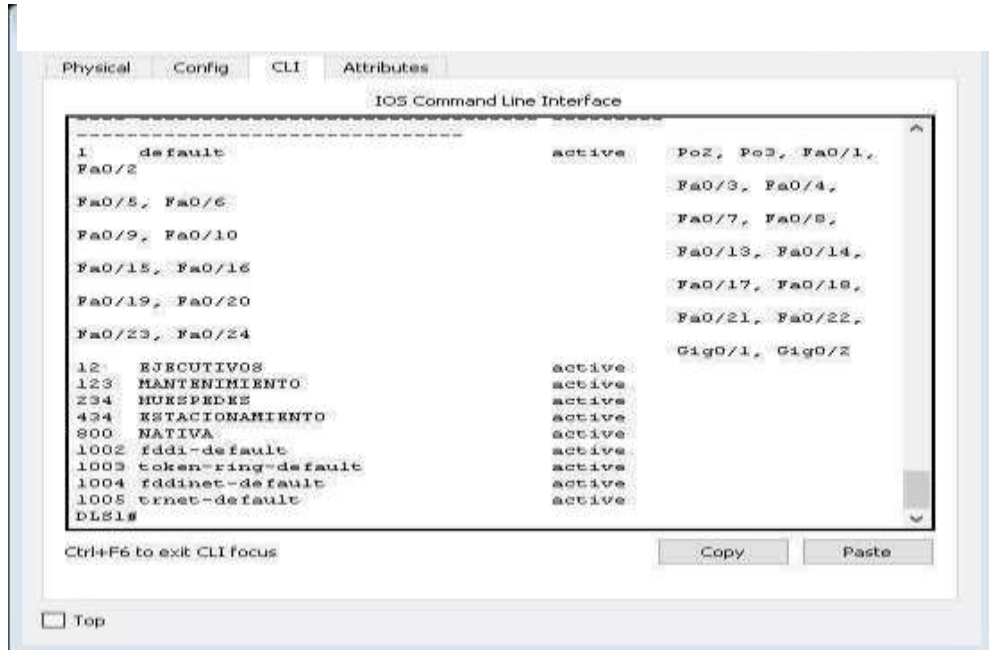 Physical Config CLI Attributes
IOS Command Line Interface
---- -------------------------------- ---------
-------------------------------
1 default active Po2, Po3, Fa0/1,
Fa0/2
Fa0/3, Fa0/4,
Fa0/5, Fa0/6
Fa0/7, Fa0/8,
Fa0/9, Fa0/10
Fa0/13, Fa0/14,
Fa0/15, Fa0/16
Fa0/17, Fa0/18,
Fa0/19, Fa0/20
Fa0/21, Fa0/22,
Fa0/23, Fa0/24
Gig0/1, Gig0/2
12 EJECUTIVOS active
123 MANTENIMIENTO active
234 HUESPEDES active
434 ESTACIONAMIENTO active
800 NATIVA active
1002 fddi-default active
1003 token-ring-default active
1004 fddinet-default active
1005 trnet-default active
DLS1#
Ctrl+F6 to exit CLI focus
Copy Paste
Top